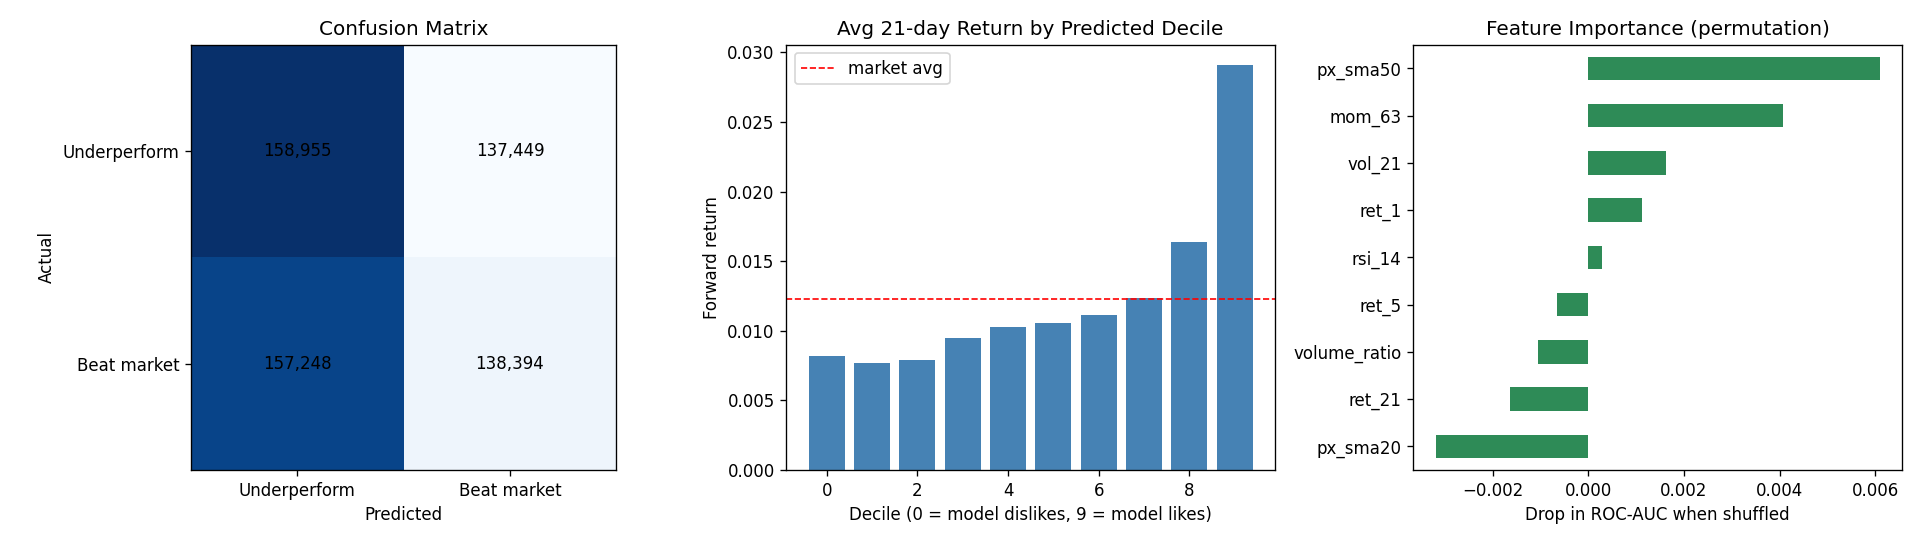 Confusion Matrix
Actual
Underperform
Beat market
158,955
137,449
157,248
138,394
Underperform
Beat market
Predicted
Avg 21-day Return by Predicted Decile
Forward return
0.030
0.025
0.020
0.015
0.010
0.005
0.000
market avg
0
2
4
6
8
Decile (0 = model dislikes, 9 = model likes)
Feature Importance (permutation)
px_sma50
mom_63
vol_21
ret_1
rsi_14
ret_5
volume_ratio
ret_21
px_sma20
−0.002
0.000
0.002
0.004
0.006
Drop in ROC-AUC when shuffled